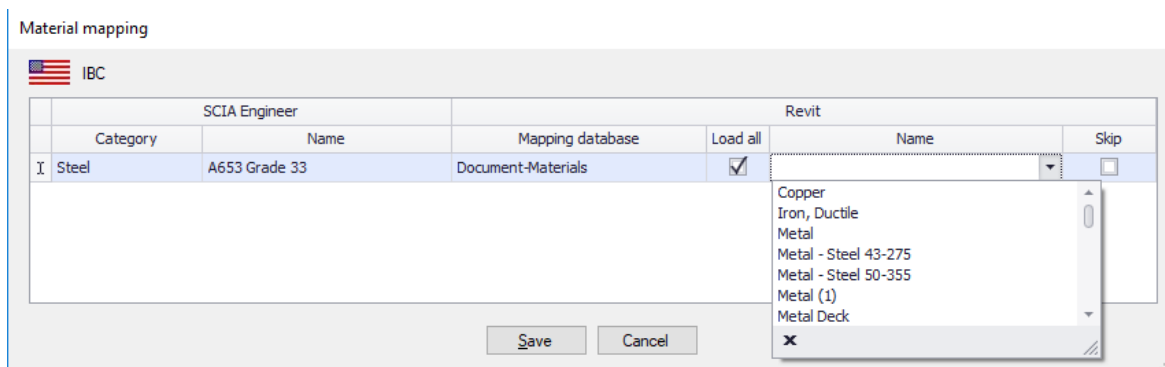 Material mapping
IBC
SCIA Engineer Revit
Category Name Mapping database Load all Name Skip
Steel A653 Grade 33 Document-Materials
Copper
Iron, Ductile
Metal
Metal - Steel 43-275
Metal - Steel 50-355
Metal (1)
Metal Deck
Save Cancel